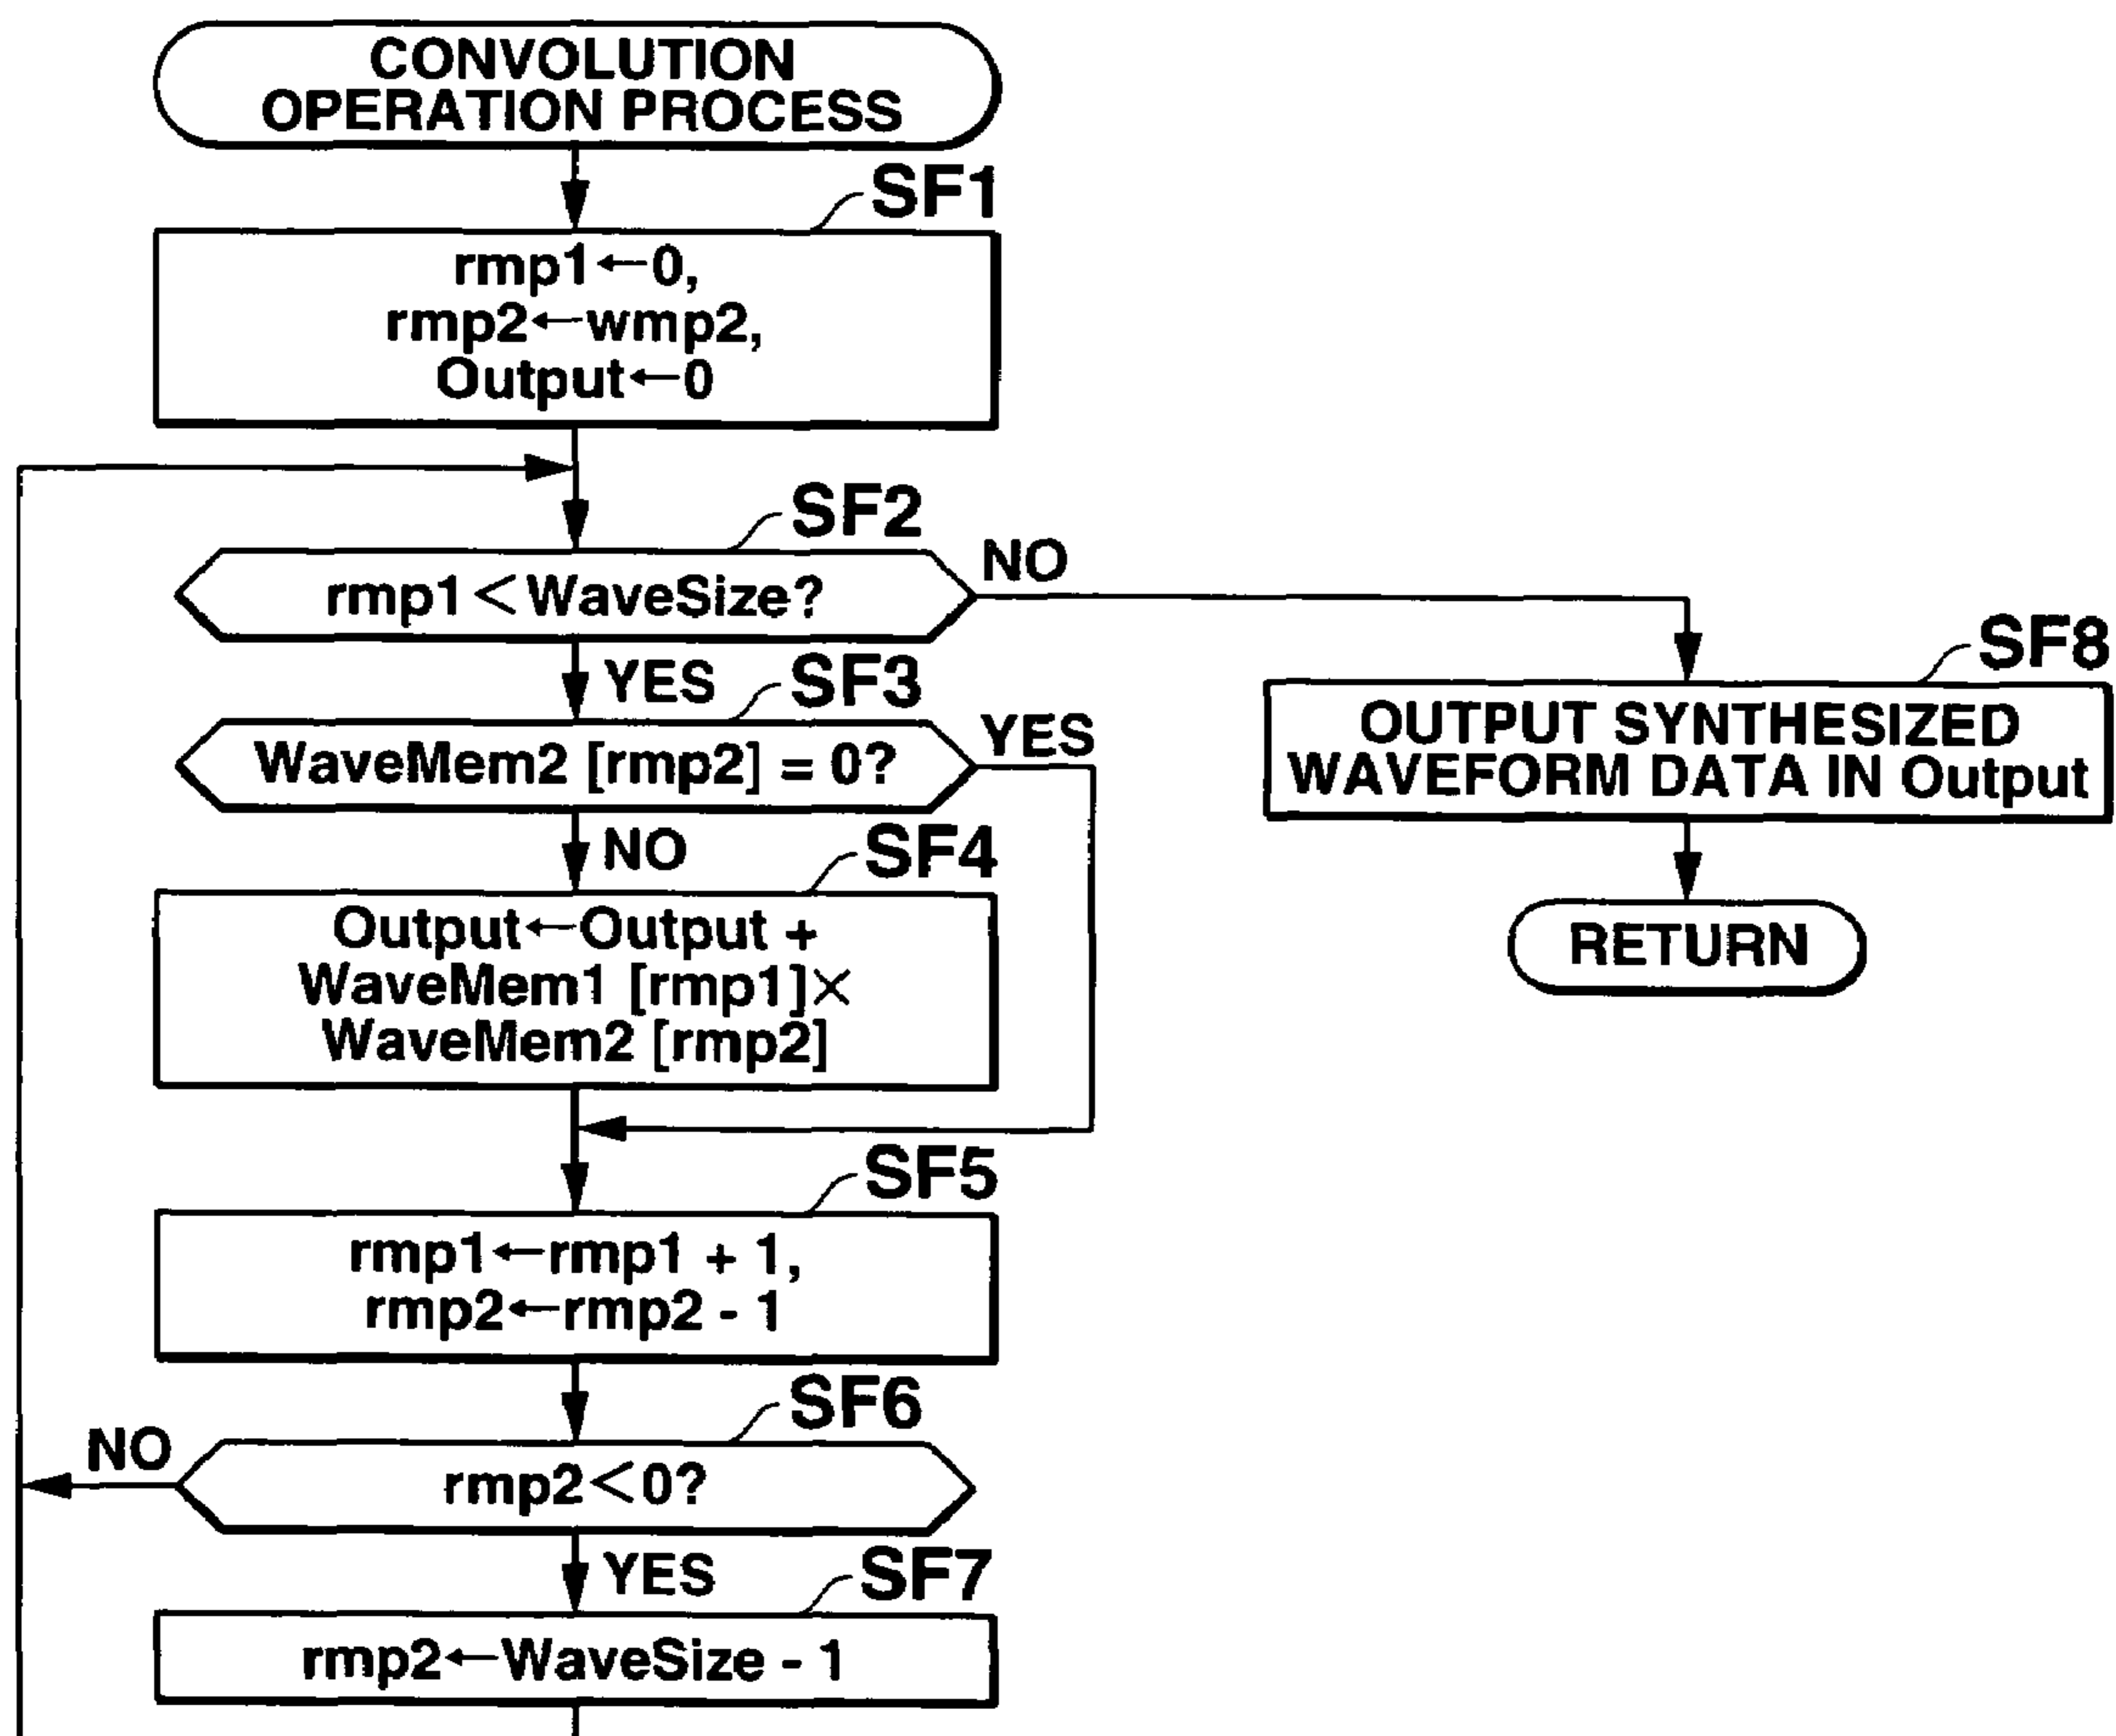 CONVOLUTION
OPERATION PROCESS
SF1
rmp1←0,
rmp2←wmp2,
Output←0
SF2
rmp1<WaveSize?
NO
YES
SF3
WaveMem2 [rmp2] = 0?
YES
NO
SF4
Output←Output +
WaveMem1 [rmp1]×
WaveMem2 [rmp2]
SF5
rmp1←rmp1 + 1,
rmp2←rmp2 - 1
SF6
rmp2<0?
NO
YES
SF7
rmp2←WaveSize - 1
SF8
OUTPUT SYNTHESIZED
WAVEFORM DATA IN Output
RETURN